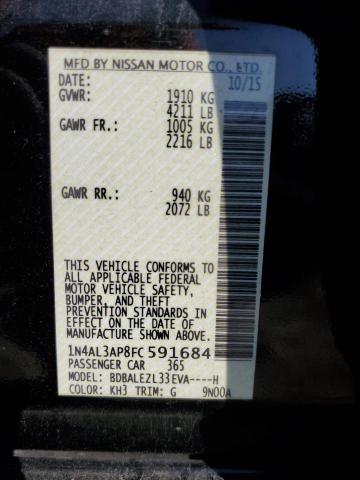 MFD BY NISSAN MOTOR CO., LTD.
DATE: 10/15
GVWR: 1910 KG
4211 LB
GAWR FR.: 1005 KG
2216 LB
GAWR RR.: 940 KG
2072 LB
THIS VEHICLE CONFORMS TO
ALL APPLICABLE FEDERAL
MOTOR VEHICLE SAFETY,
BUMPER, AND THEFT
PREVENTION STANDARDS
IN EFFECT ON THE DATE OF
MANUFACTURE SHOWN ABOVE.
1N4AL3AP8FC591684
PASSENGER CAR 365
MODEL: BDBALEZL33EVA----H
COLOR: KH3 TRIM: G 9N00A